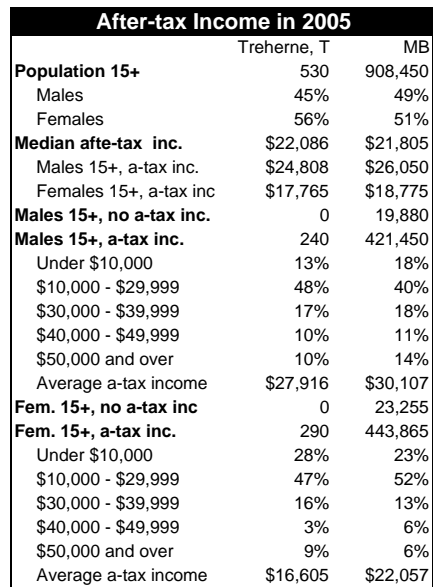 After-tax Income in 2005
Treherne, T MB
Population 15+ 530 908,450
Males 45% 49%
Females 56% 51%
Median afte-tax inc. $22,086 $21,805
Males 15+, a-tax inc. $24,808 $26,050
Females 15+, a-tax inc $17,765 $18,775
Males 15+, no a-tax inc. 0 19,880
Males 15+, a-tax inc. 240 421,450
Under $10,000 13% 18%
$10,000 - $29,999 48% 40%
$30,000 - $39,999 17% 18%
$40,000 - $49,999 10% 11%
$50,000 and over 10% 14%
Average a-tax income $27,916 $30,107
Fem. 15+, no a-tax inc 0 23,255
Fem. 15+, a-tax inc. 290 443,865
Under $10,000 28% 23%
$10,000 - $29,999 47% 52%
$30,000 - $39,999 16% 13%
$40,000 - $49,999 3% 6%
$50,000 and over 9% 6%
Average a-tax income $16,605 $22,057